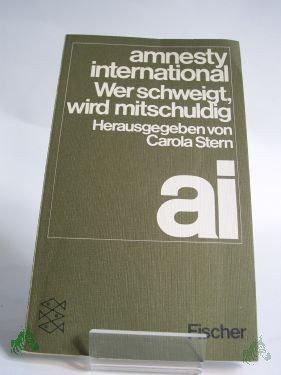 amnesty
international
Wer schweigt,
wird mitschuldig
Herausgegeben von
Carola Stern
ai
Fischer